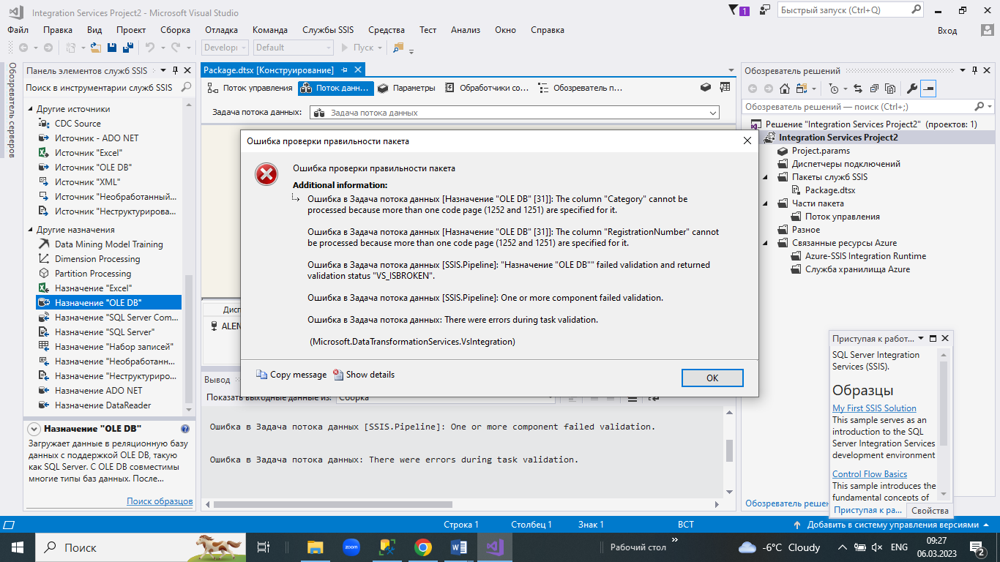 Integration Services Project2 - Microsoft Visual Studio
1
Быстрый запуск (Ctrl+Q)
Файл Правка Вид Проект Сборка Отладка Команда Службы SSIS Средства Тест Анализ Окно Справка
Вход
Developı Default Пуск
Обозреватель серверов
Панель элементов служб SSIS
Поиск в инструментарии служб SSIS
Другие источники
CDC Source
Источник - ADO NET
Источник "Excel"
Источник "OLE DB"
Источник "XML"
Источник "Необработанный...
Источник "Неструктурирова...
Другие назначения
Data Mining Model Training
Dimension Processing
Partition Processing
Назначение "Excel"
Назначение "OLE DB"
Назначение "SQL Server Com...
Назначение "SQL Server"
Назначение "Набор записей"
Назначение "Необработанн...
Назначение "Неструктуриро...
Назначение ADO NET
Назначение DataReader
Назначение "OLE DB"
Загружает данные в реляционную базу
данных с поддержкой OLE DB, такую
как SQL Server. С OLE DB совместимы
многие типы баз данных. После...
Поиск образцов
Package.dtsx [Конструирование]
Поток управления Поток данн... Параметры Обработчики со... Обозреватель п...
Задача потока данных: Задача потока данных
Дисп
ALEN
Ошибка проверки правильности пакета
Ошибка проверки правильности пакета
Additional information:
Ошибка в Задача потока данных [Назначение "OLE DB" [31]]: The column "Category" cannot be
processed because more than one code page (1252 and 1251) are specified for it.
Ошибка в Задача потока данных [Назначение "OLE DB" [31]]: The column "RegistrationNumber" cannot
be processed because more than one code page (1252 and 1251) are specified for it.
Ошибка в Задача потока данных [SSIS.Pipeline]: "Назначение "OLE DB"" failed validation and returned
validation status "VS_ISBROKEN".
Ошибка в Задача потока данных [SSIS.Pipeline]: One or more component failed validation.
Ошибка в Задача потока данных: There were errors during task validation.
(Microsoft.DataTransformationServices.VsIntegration)
Copy message Show details
OK
Вывод
Показать выходные данные из: Сборка
Ошибка в Задача потока данных [SSIS.Pipeline]: One or more component failed validation.
Ошибка в Задача потока данных: There were errors during task validation.
Обозреватель решений
Обозреватель решений — поиск (Ctrl+;)
Решение "Integration Services Project2" (проектов: 1)
Integration Services Project2
Project.params
Диспетчеры подключений
Пакеты служб SSIS
Package.dtsx
Части пакета
Поток управления
Разное
Связанные ресурсы Azure
Azure-SSIS Integration Runtime
Служба хранилища Azure
Обозреватель решен
Приступая к работ...
SQL Server Integration
Services (SSIS).
Образцы
My First SSIS Solution
This sample serves as an
introduction to the SQL
Server Integration Services
development environment
Control Flow Basics
This sample introduces the
fundamental concepts of
Приступая к ра... Свойства
Строка 1 Столбец 1 Знак 1 ВСТ
Добавить в систему управления версиями
Поиск
zoom
Рабочий стол
-6°C Cloudy
ENG
09:27
06.03.2023
2